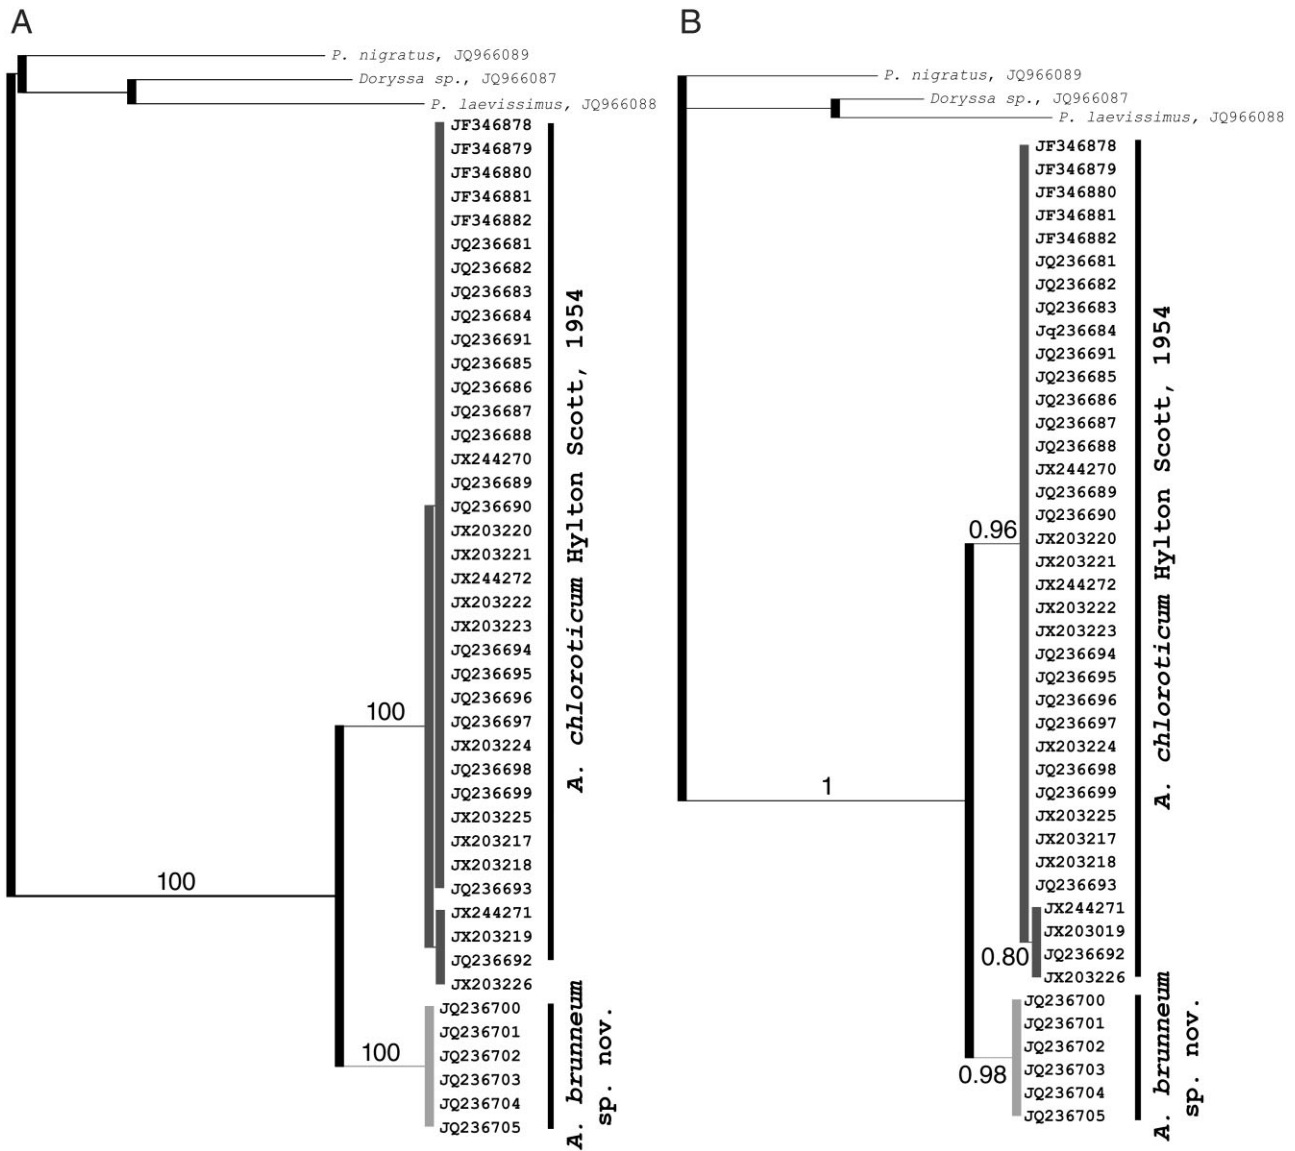 A
P. nigratus, JQ966089
Doryssa sp., JQ966087
P. laevissimus, JQ966088
JF346878
JF346879
JF346880
JF346881
JF346882
JQ236681
JQ236682
JQ236683
JQ236684
JQ236691
JQ236685
JQ236686
JQ236687
JQ236688
JX244270
JQ236689
JQ236690
JX203220
JX203221
JX244272
JX203222
JX203223
JQ236694
JQ236695
JQ236696
JQ236697
JX203224
JQ236698
JQ236699
JX203225
JX203217
JX203218
JQ236693
JX244271
JX203219
JQ236692
JX203226
JQ236700
JQ236701
JQ236702
JQ236703
JQ236704
JQ236705
100
100
100
A. chloroticum Hylton Scott, 1954
A. brunneum
sp. nov.
B
P. nigratus, JQ966089
Doryssa sp., JQ966087
P. laevissimus, JQ966088
JF346878
JF346879
JF346880
JF346881
JF346882
JQ236681
JQ236682
JQ236683
Jq236684
JQ236691
JQ236685
JQ236686
JQ236687
JQ236688
JX244270
JQ236689
JQ236690
JX203220
JX203221
JX244272
JX203222
JX203223
JQ236694
JQ236695
JQ236696
JQ236697
JX203224
JQ236698
JQ236699
JX203225
JX203217
JX203218
JQ236693
JX244271
JX203019
JQ236692
JX203226
JQ236700
JQ236701
JQ236702
JQ236703
JQ236704
JQ236705
0.96
1
0.80
0.98
A. chloroticum Hylton Scott, 1954
A. brunneum
sp. nov.